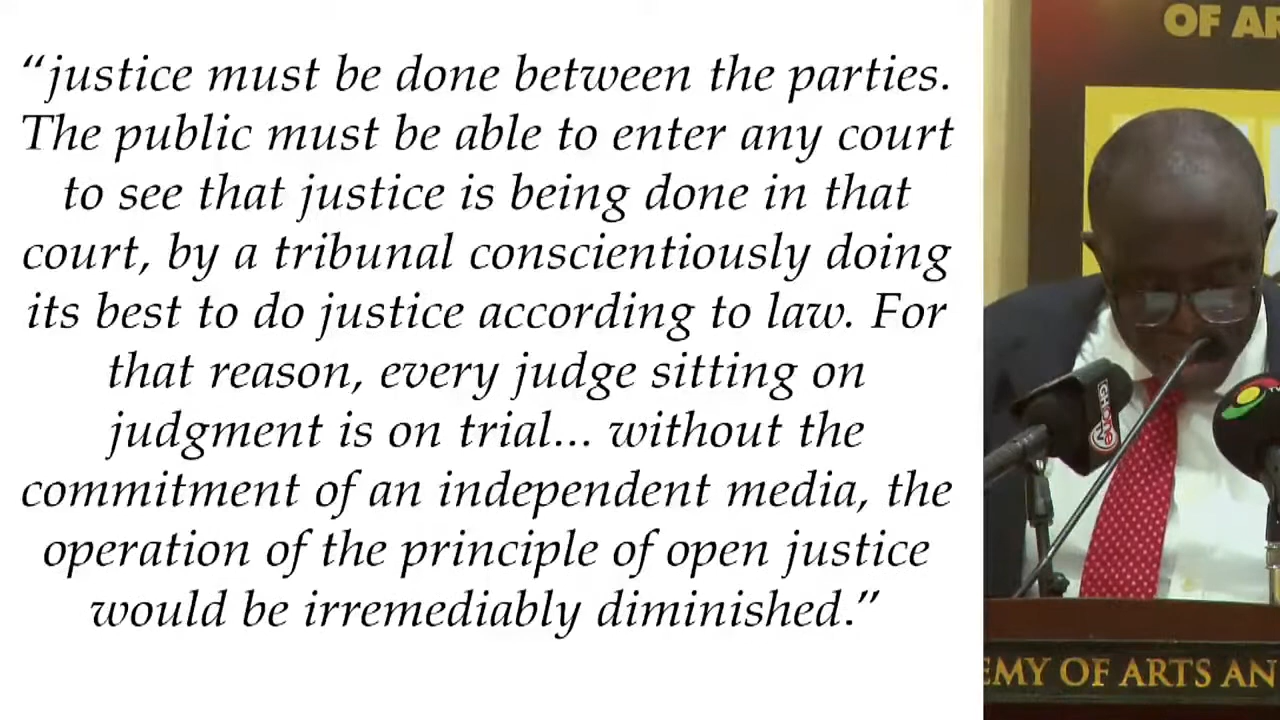 “justice must be done between the parties.
The public must be able to enter any court
to see that justice is being done in that
court, by a tribunal conscientiously doing
its best to do justice according to law. For
that reason, every judge sitting on
judgment is on trial... without the
commitment of an independent media, the
operation of the principle of open justice
would be irremediably diminished.”
OF AR
GHOne
TV
TV
EMY OF ARTS AN